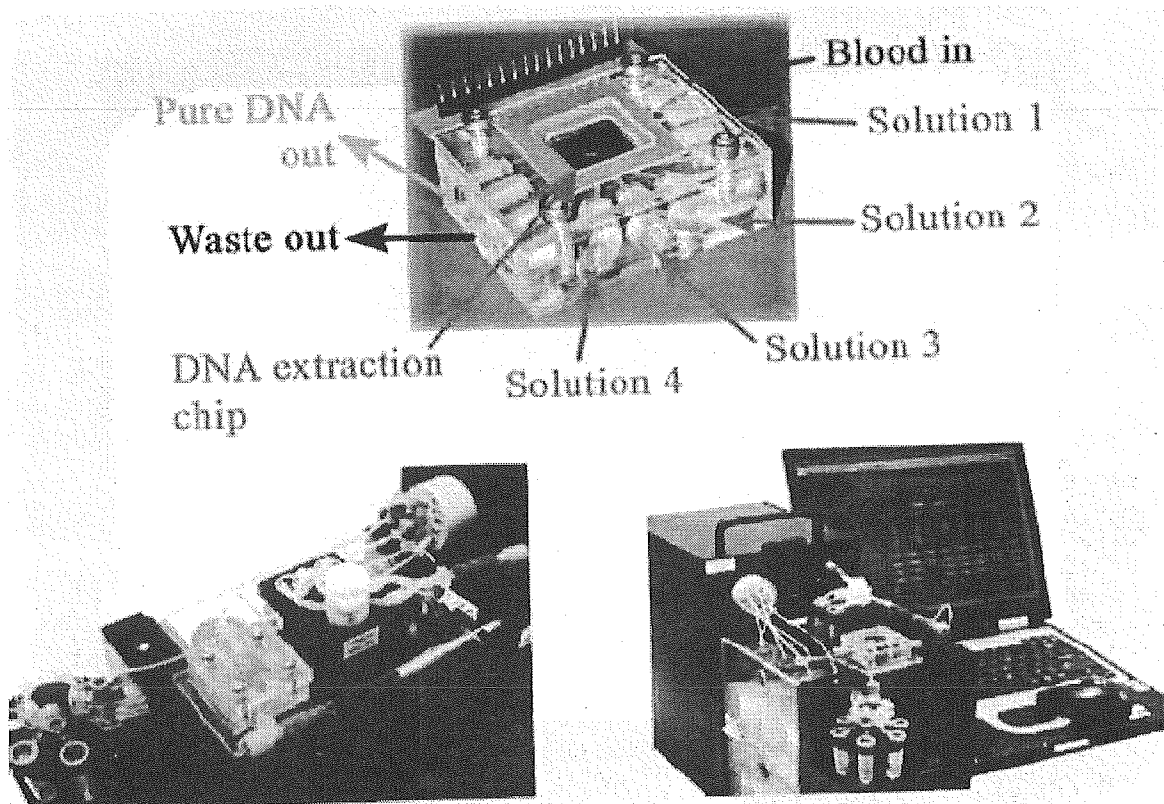 Blood in
Pure DNA
out
Solution 1
Waste out
Solution 2
DNA extraction
chip
Solution 3
Solution 4